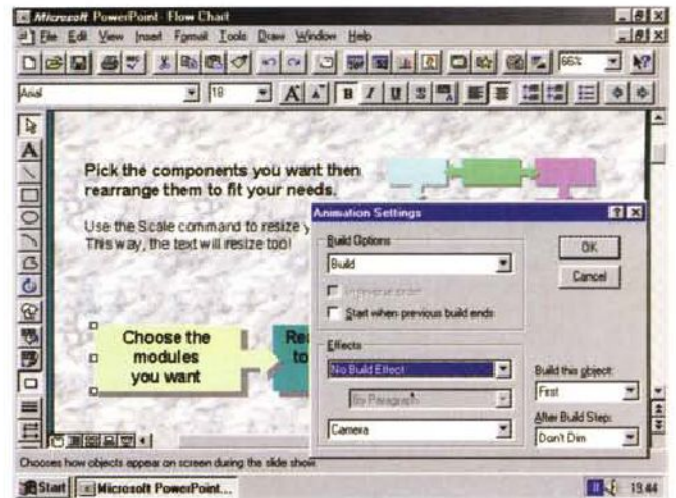 Microsoft PowerPoint - Flow Chart
File Edit View Insert Format Tools Draw Window Help
66%
Arial 18 A A B I U S
Pick the components you want then
rearrange them to fit your needs.
Use the Scale command to resize y
This way, the text will resize too!
Choose the
modules
you want
Re
to
Animation Settings
Build Options
Build
In reverse order
Start when previous build ends
Effects
No Build Effect
By Paragraph
Camera
OK
Cancel
Build this object:
First
After Build Step:
Don't Dim
Chooses how objects appear on screen during the slide show
Start Microsoft PowerPoint... 19.44